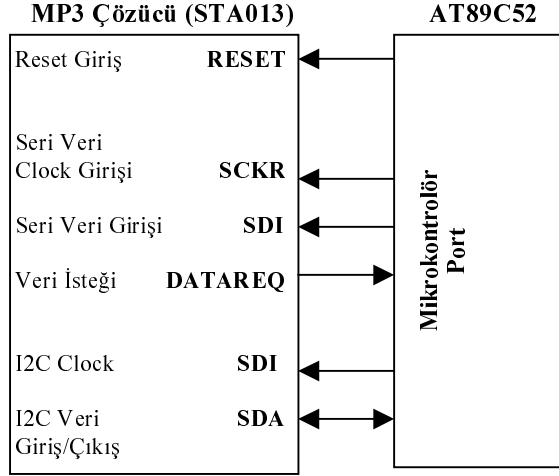 MP3 Çözücü (STA013)
AT89C52
Reset Giriş RESET
Seri Veri
Clock Girişi SCKR
Seri Veri Girişi SDI
Veri İsteği DATAREQ
I2C Clock SDI
I2C Veri SDA
Giriş/Çıkış
Mikrokontrolör
Port